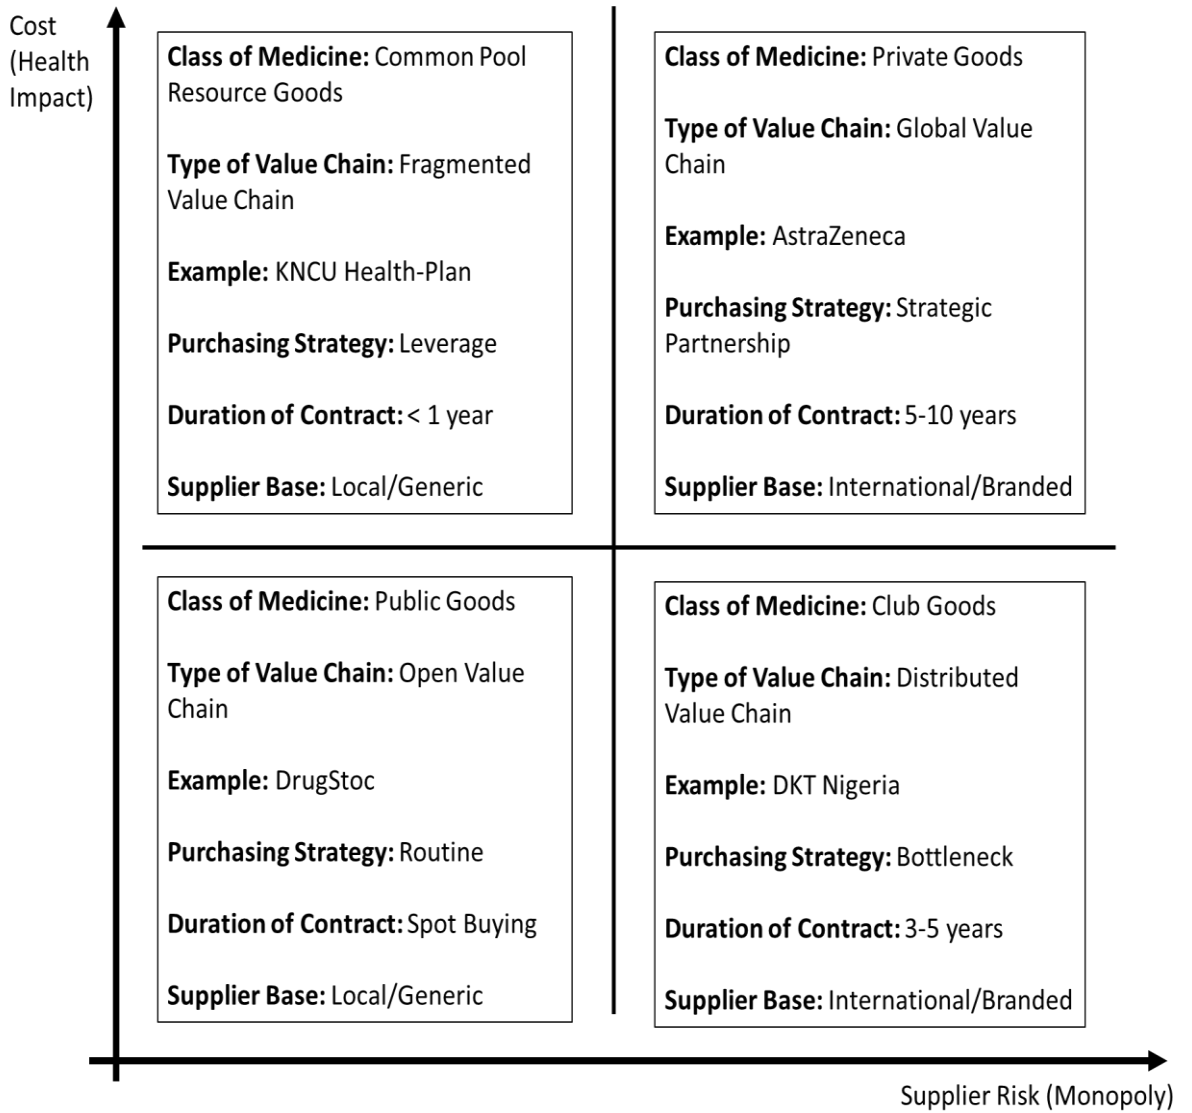 Cost
(Health
Impact)
Class of Medicine: Common Pool
Resource Goods
Type of Value Chain: Fragmented
Value Chain
Example: KNCU Health-Plan
Purchasing Strategy: Leverage
Duration of Contract: < 1 year
Supplier Base: Local/Generic
Class of Medicine: Private Goods
Type of Value Chain: Global Value
Chain
Example: AstraZeneca
Purchasing Strategy: Strategic
Partnership
Duration of Contract: 5-10 years
Supplier Base: International/Branded
Class of Medicine: Public Goods
Type of Value Chain: Open Value
Chain
Example: DrugStoc
Purchasing Strategy: Routine
Duration of Contract: Spot Buying
Supplier Base: Local/Generic
Class of Medicine: Club Goods
Type of Value Chain: Distributed
Value Chain
Example: DKT Nigeria
Purchasing Strategy: Bottleneck
Duration of Contract: 3-5 years
Supplier Base: International/Branded
Supplier Risk (Monopoly)